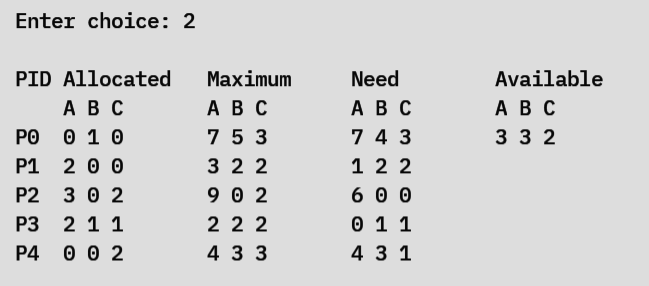 Enter choice: 2
PID Allocated Maximum Need Available
A B C A B C A B C A B C
P0 0 1 0 7 5 3 7 4 3 3 3 2
P1 2 0 0 3 2 2 1 2 2
P2 3 0 2 9 0 2 6 0 0
P3 2 1 1 2 2 2 0 1 1
P4 0 0 2 4 3 3 4 3 1